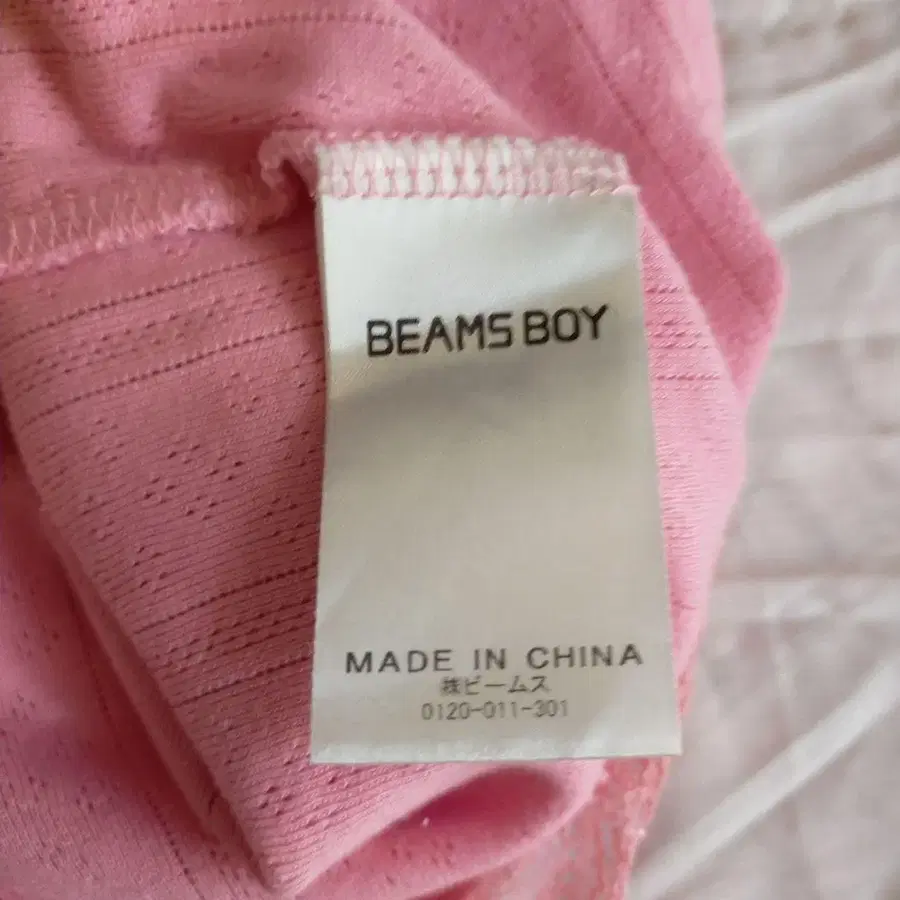 BEAMS BOY
MADE IN CHINA
㈱ビームス
0120-011-301